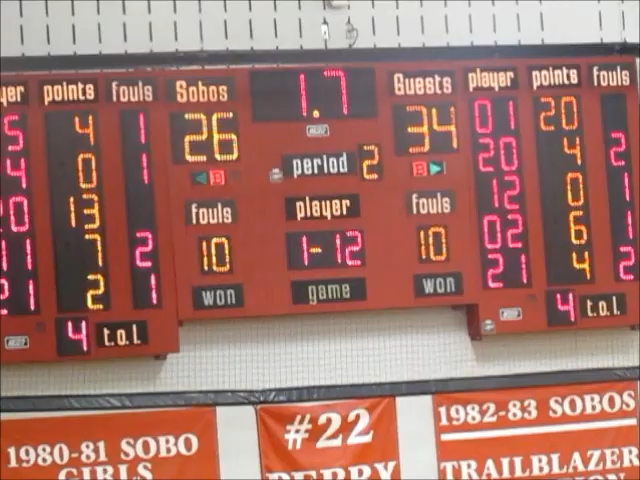 points fouls Sobos 1.7 Guests player points fouls
4 1 26 34 01 20
0 1 period 2 20 4 2
13 fouls player fouls 12 0 1
7 2 10 1-12 10 02 6 1
2 1 won game won 21 4 2
4 t.o.l. 4 t.o.l.
1980-81 SOBO
GIRLS
#22
PERRY
1982-83 SOBOS
TRAILBLAZER